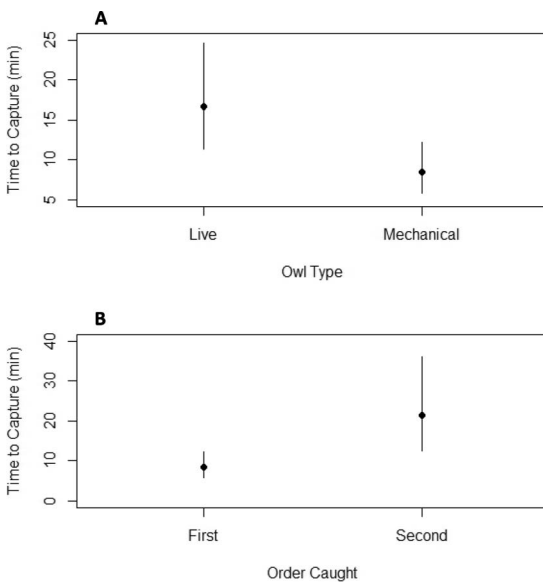 A
Time to Capture (min)
25
20
15
10
5
Live Mechanical
Owl Type
B
Time to Capture (min)
40
30
20
10
0
First Second
Order Caught